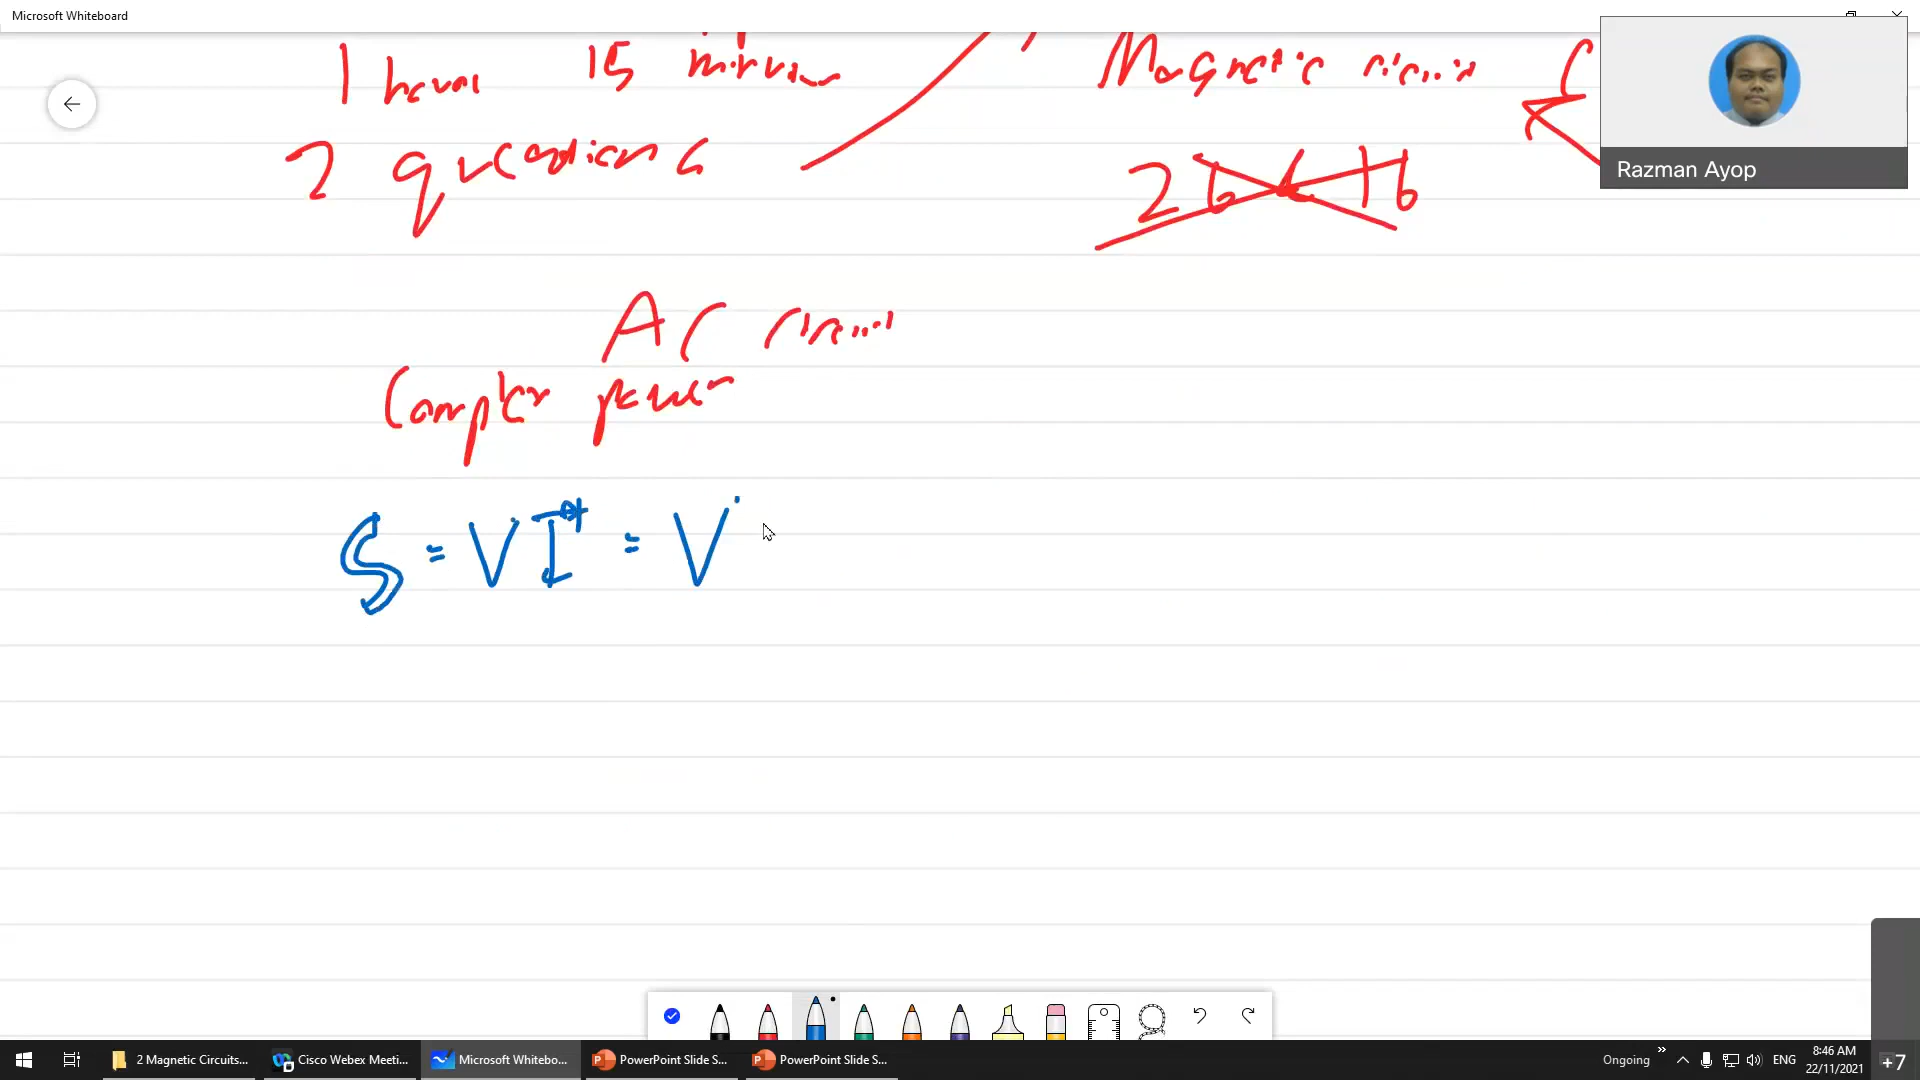 Microsoft Whiteboard
1 hour 15 minutes
Magnetic circuit
2 questions
26 & 16
Razman Ayop
AC circuit
Complex power
S = V I* = V
2 Magnetic Circuits...
Cisco Webex Meeti...
Microsoft Whitebo...
PowerPoint Slide S...
PowerPoint Slide S...
Ongoing
ENG
8:46 AM
22/11/2021
+7